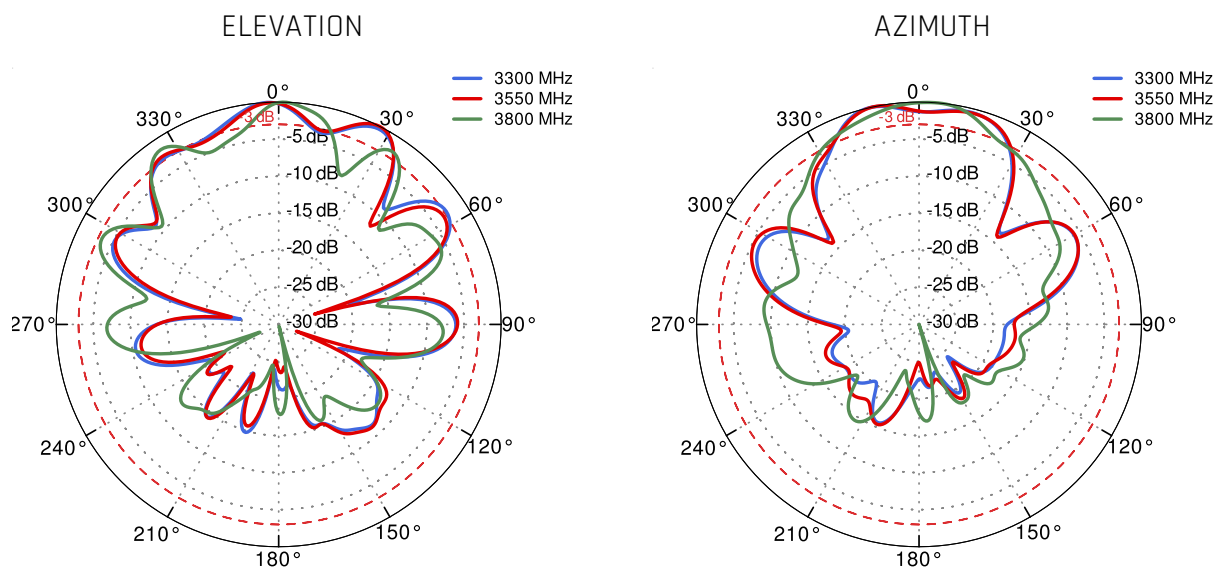 ELEVATION
3300 MHz
3550 MHz
3800 MHz
0°
30°
60°
90°
120°
150°
180°
210°
240°
270°
300°
330°
-3 dB
-5 dB
-10 dB
-15 dB
-20 dB
-25 dB
-30 dB
AZIMUTH
3300 MHz
3550 MHz
3800 MHz
0°
30°
60°
90°
120°
150°
180°
210°
240°
270°
300°
330°
-3 dB
-5 dB
-10 dB
-15 dB
-20 dB
-25 dB
-30 dB